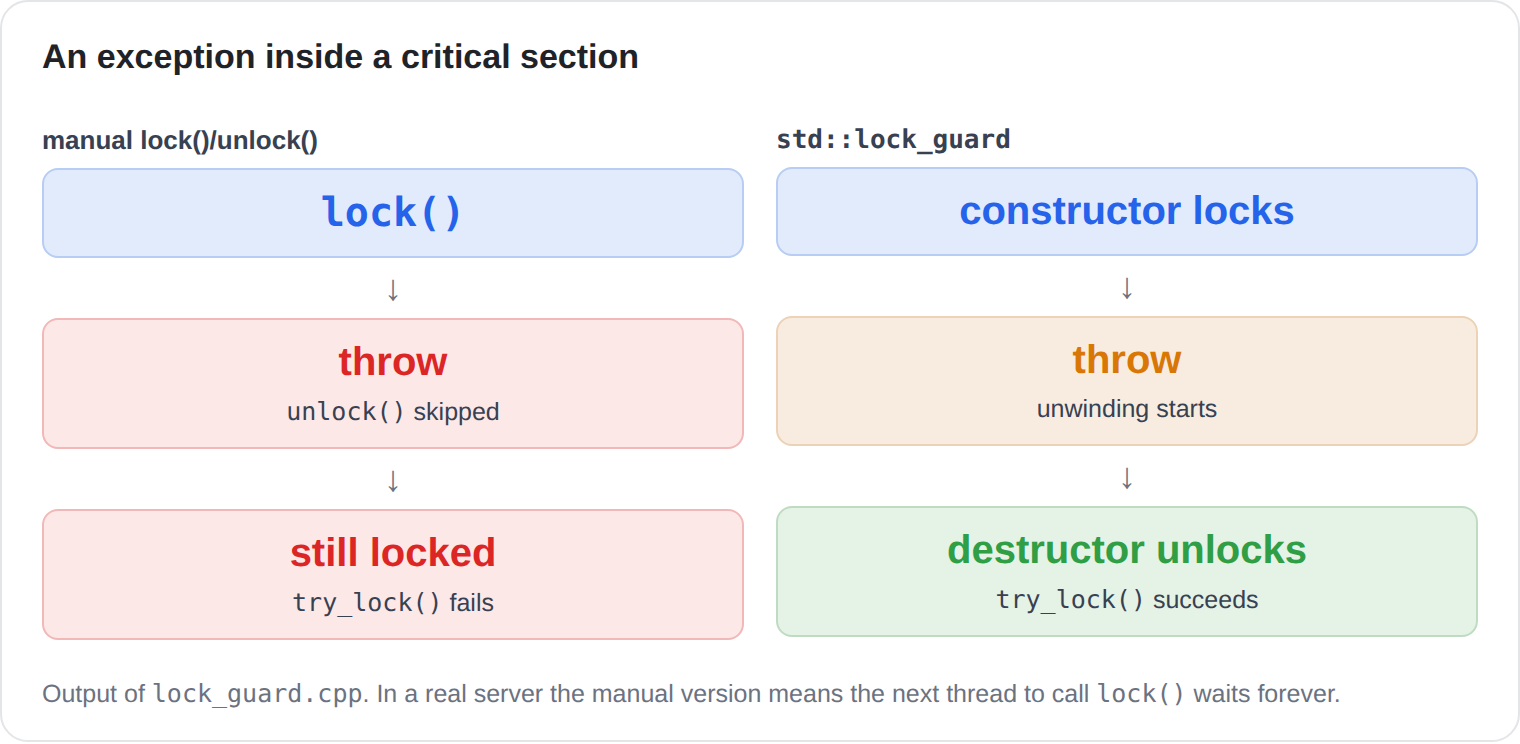 An exception inside a critical section
manual lock()/unlock()
lock()
↓
throw
unlock() skipped
↓
still locked
try_lock() fails
std::lock_guard
constructor locks
↓
throw
unwinding starts
↓
destructor unlocks
try_lock() succeeds
Output of lock_guard.cpp. In a real server the manual version means the next thread to call lock() waits forever.